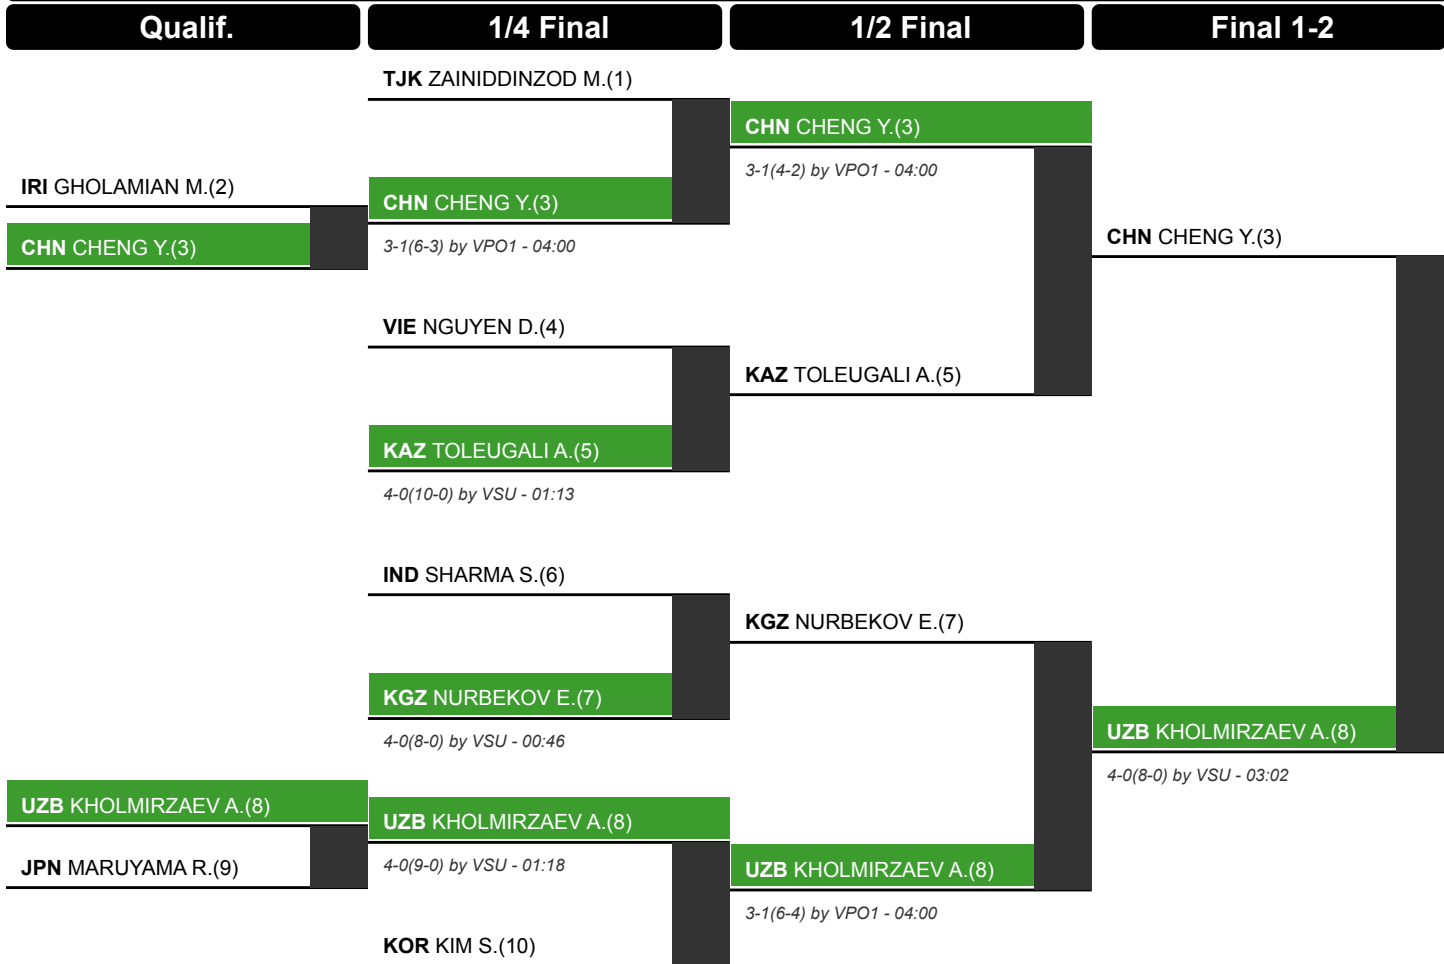 Qualif.
1/4 Final
1/2 Final
Final 1-2
TJK ZAINIDDINZOD M.(1)
CHN CHENG Y.(3)
3-1(4-2) by VPO1 - 04:00
IRI GHOLAMIAN M.(2)
CHN CHENG Y.(3)
CHN CHENG Y.(3)
3-1(6-3) by VPO1 - 04:00
CHN CHENG Y.(3)
VIE NGUYEN D.(4)
KAZ TOLEUGALI A.(5)
KAZ TOLEUGALI A.(5)
4-0(10-0) by VSU - 01:13
IND SHARMA S.(6)
KGZ NURBEKOV E.(7)
KGZ NURBEKOV E.(7)
4-0(8-0) by VSU - 00:46
UZB KHOLMIRZAEV A.(8)
4-0(8-0) by VSU - 03:02
UZB KHOLMIRZAEV A.(8)
UZB KHOLMIRZAEV A.(8)
JPN MARUYAMA R.(9)
4-0(9-0) by VSU - 01:18
UZB KHOLMIRZAEV A.(8)
3-1(6-4) by VPO1 - 04:00
KOR KIM S.(10)